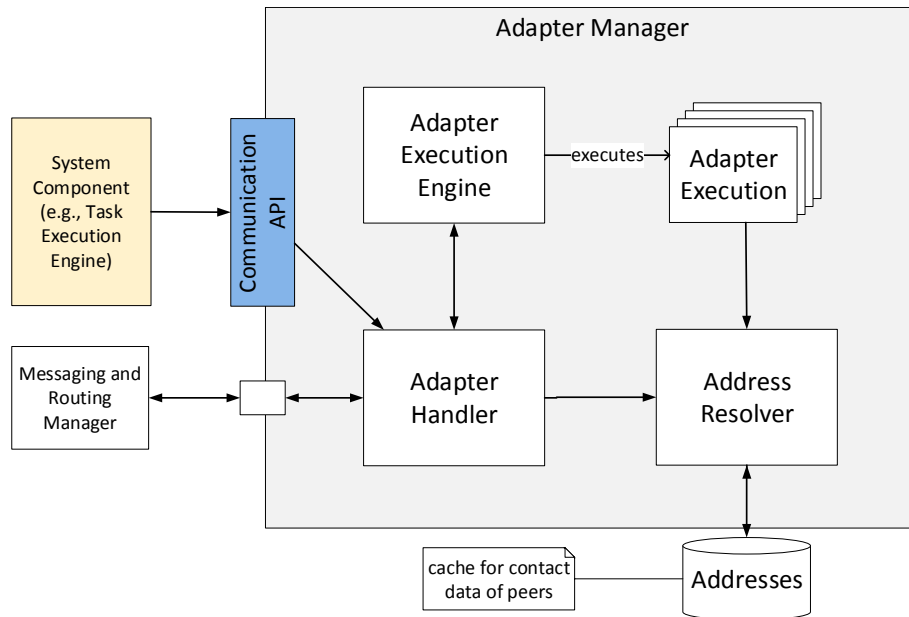 Adapter Manager
System
Component
(e.g., Task
Execution
Engine)
Communication
API
Adapter
Execution
Engine
executes
Adapter
Execution
Messaging and
Routing
Manager
Adapter
Handler
Address
Resolver
cache for contact
data of peers
Addresses